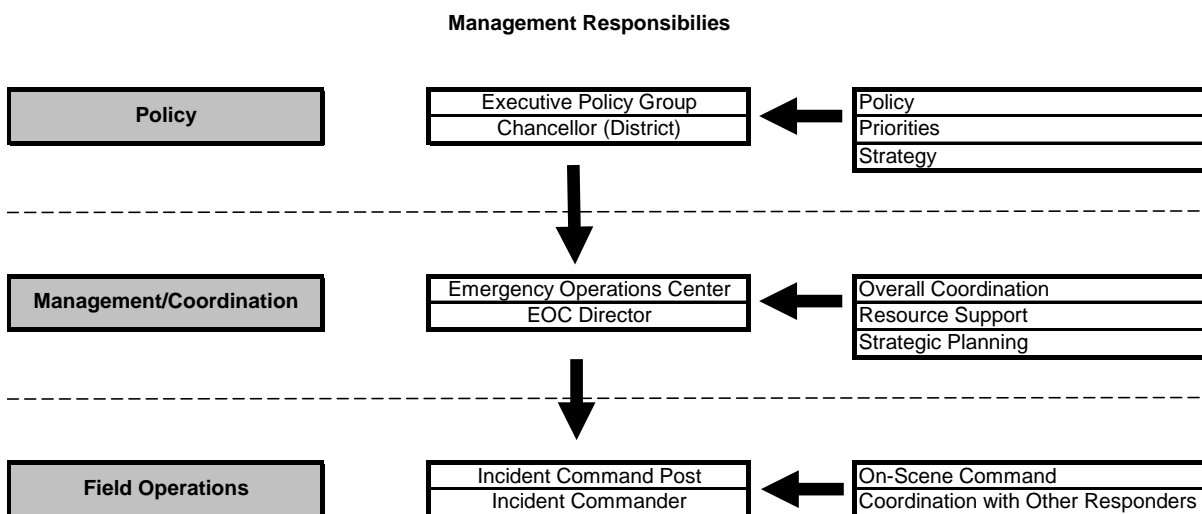 Management Responsibilies
Policy
Executive Policy Group
Chancellor (District)
Policy
Priorities
Strategy
Management/Coordination
Emergency Operations Center
EOC Director
Overall Coordination
Resource Support
Strategic Planning
Field Operations
Incident Command Post
Incident Commander
On-Scene Command
Coordination with Other Responders